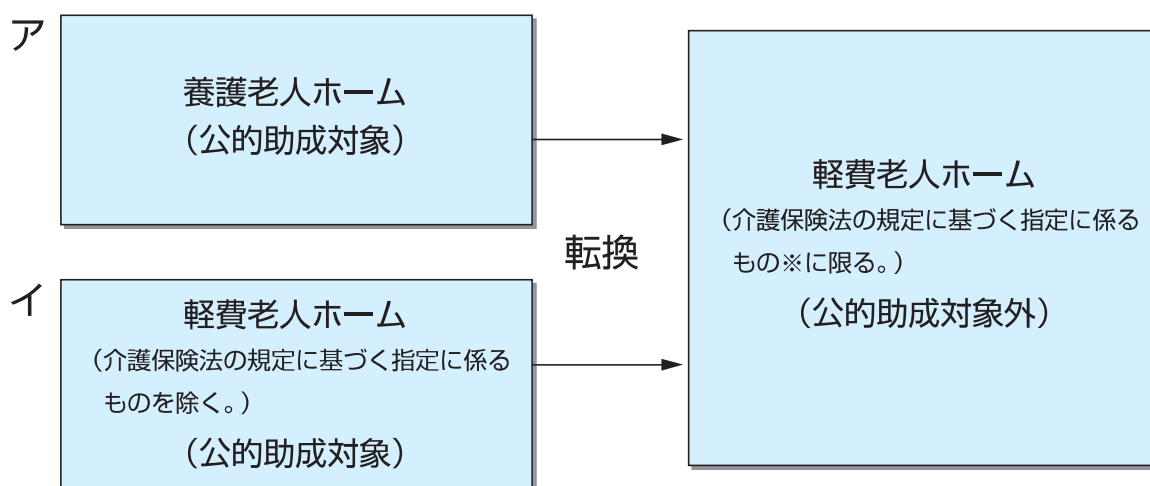 ア
養護老人ホーム
（公的助成対象）
転換
イ
軽費老人ホーム
（介護保険法の規定に基づく指定に係る
ものを除く。）
（公的助成対象）
軽費老人ホーム
（介護保険法の規定に基づく指定に係る
もの※に限る。）
（公的助成対象外）